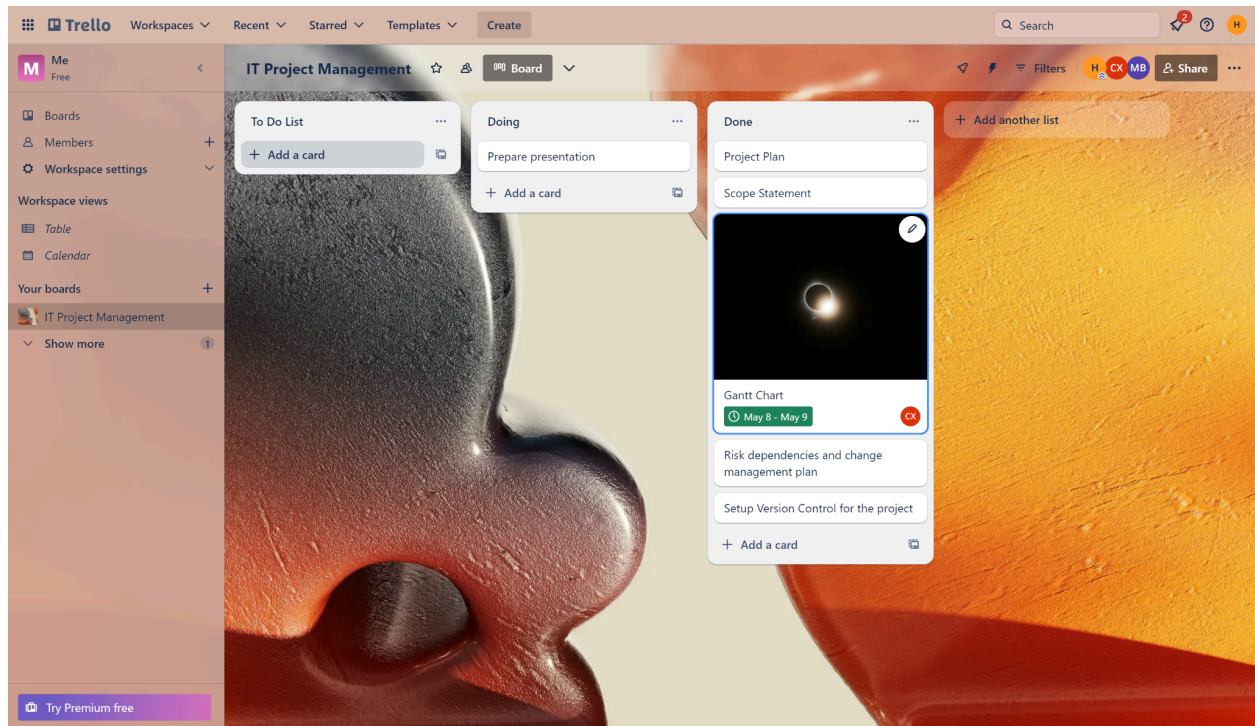 Trello
Workspaces
Recent
Starred
Templates
Create
Search
2
H
M
Me
Free
IT Project Management
Board
Filters
H
CX
MB
Share
Boards
Members
Workspace settings
Workspace views
Table
Calendar
Your boards
IT Project Management
Show more
1
Try Premium free
To Do List
Add a card
Doing
Prepare presentation
Add a card
Done
Project Plan
Scope Statement
Gantt Chart
May 8 - May 9
CX
Risk dependencies and change
management plan
Setup Version Control for the project
Add a card
Add another list